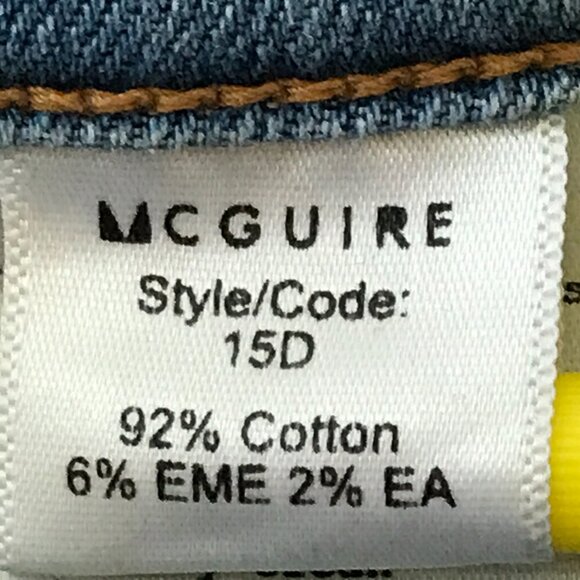 MCGUIRE
Style/Code:
15D
92% Cotton
6% EME 2% EA